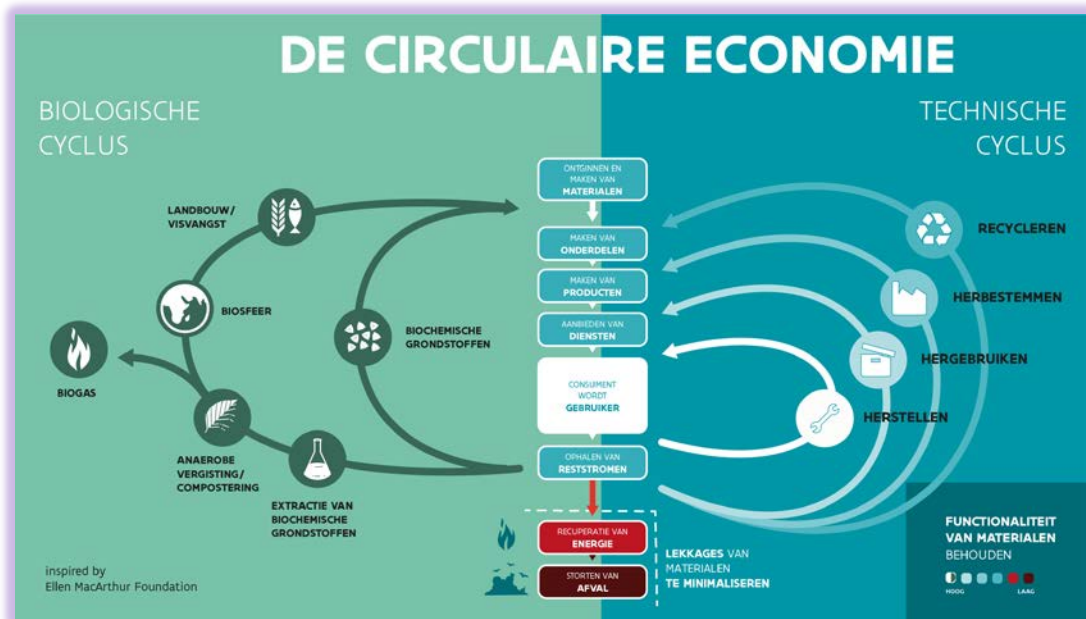 DE CIRCULAIRE ECONOMIE
BIOLOGISCHE
CYCLUS
TECHNISCHE
CYCLUS
ONTGINNEN EN
MAKEN VAN
MATERIALEN
MAKEN VAN
ONDERDELEN
MAKEN VAN
PRODUCTEN
AANBIEDEN VAN
DIENSTEN
CONSUMENT
WORDT
GEBRUIKER
OPHALEN VAN
RESTSTROMEN
RECUPERATIE VAN
ENERGIE
STORTEN VAN
AFVAL
LANDBOUW/
VISVANGST
BIOSFEER
BIOGAS
BIOCHEMISCHE
GRONDSTOFFEN
ANAEROBE
VERGISTING/
COMPOSTERING
EXTRACTIE VAN
BIOCHEMISCHE
GRONDSTOFFEN
RECYCLEREN
HERBESTEMMEN
HERGEBRUIKEN
HERSTELLEN
LEKKAGES VAN
MATERIALEN
TE MINIMALISEREN
FUNCTIONALITEIT
VAN MATERIALEN
BEHOUDEN
HOOG LAAG
inspired by
Ellen MacArthur Foundation